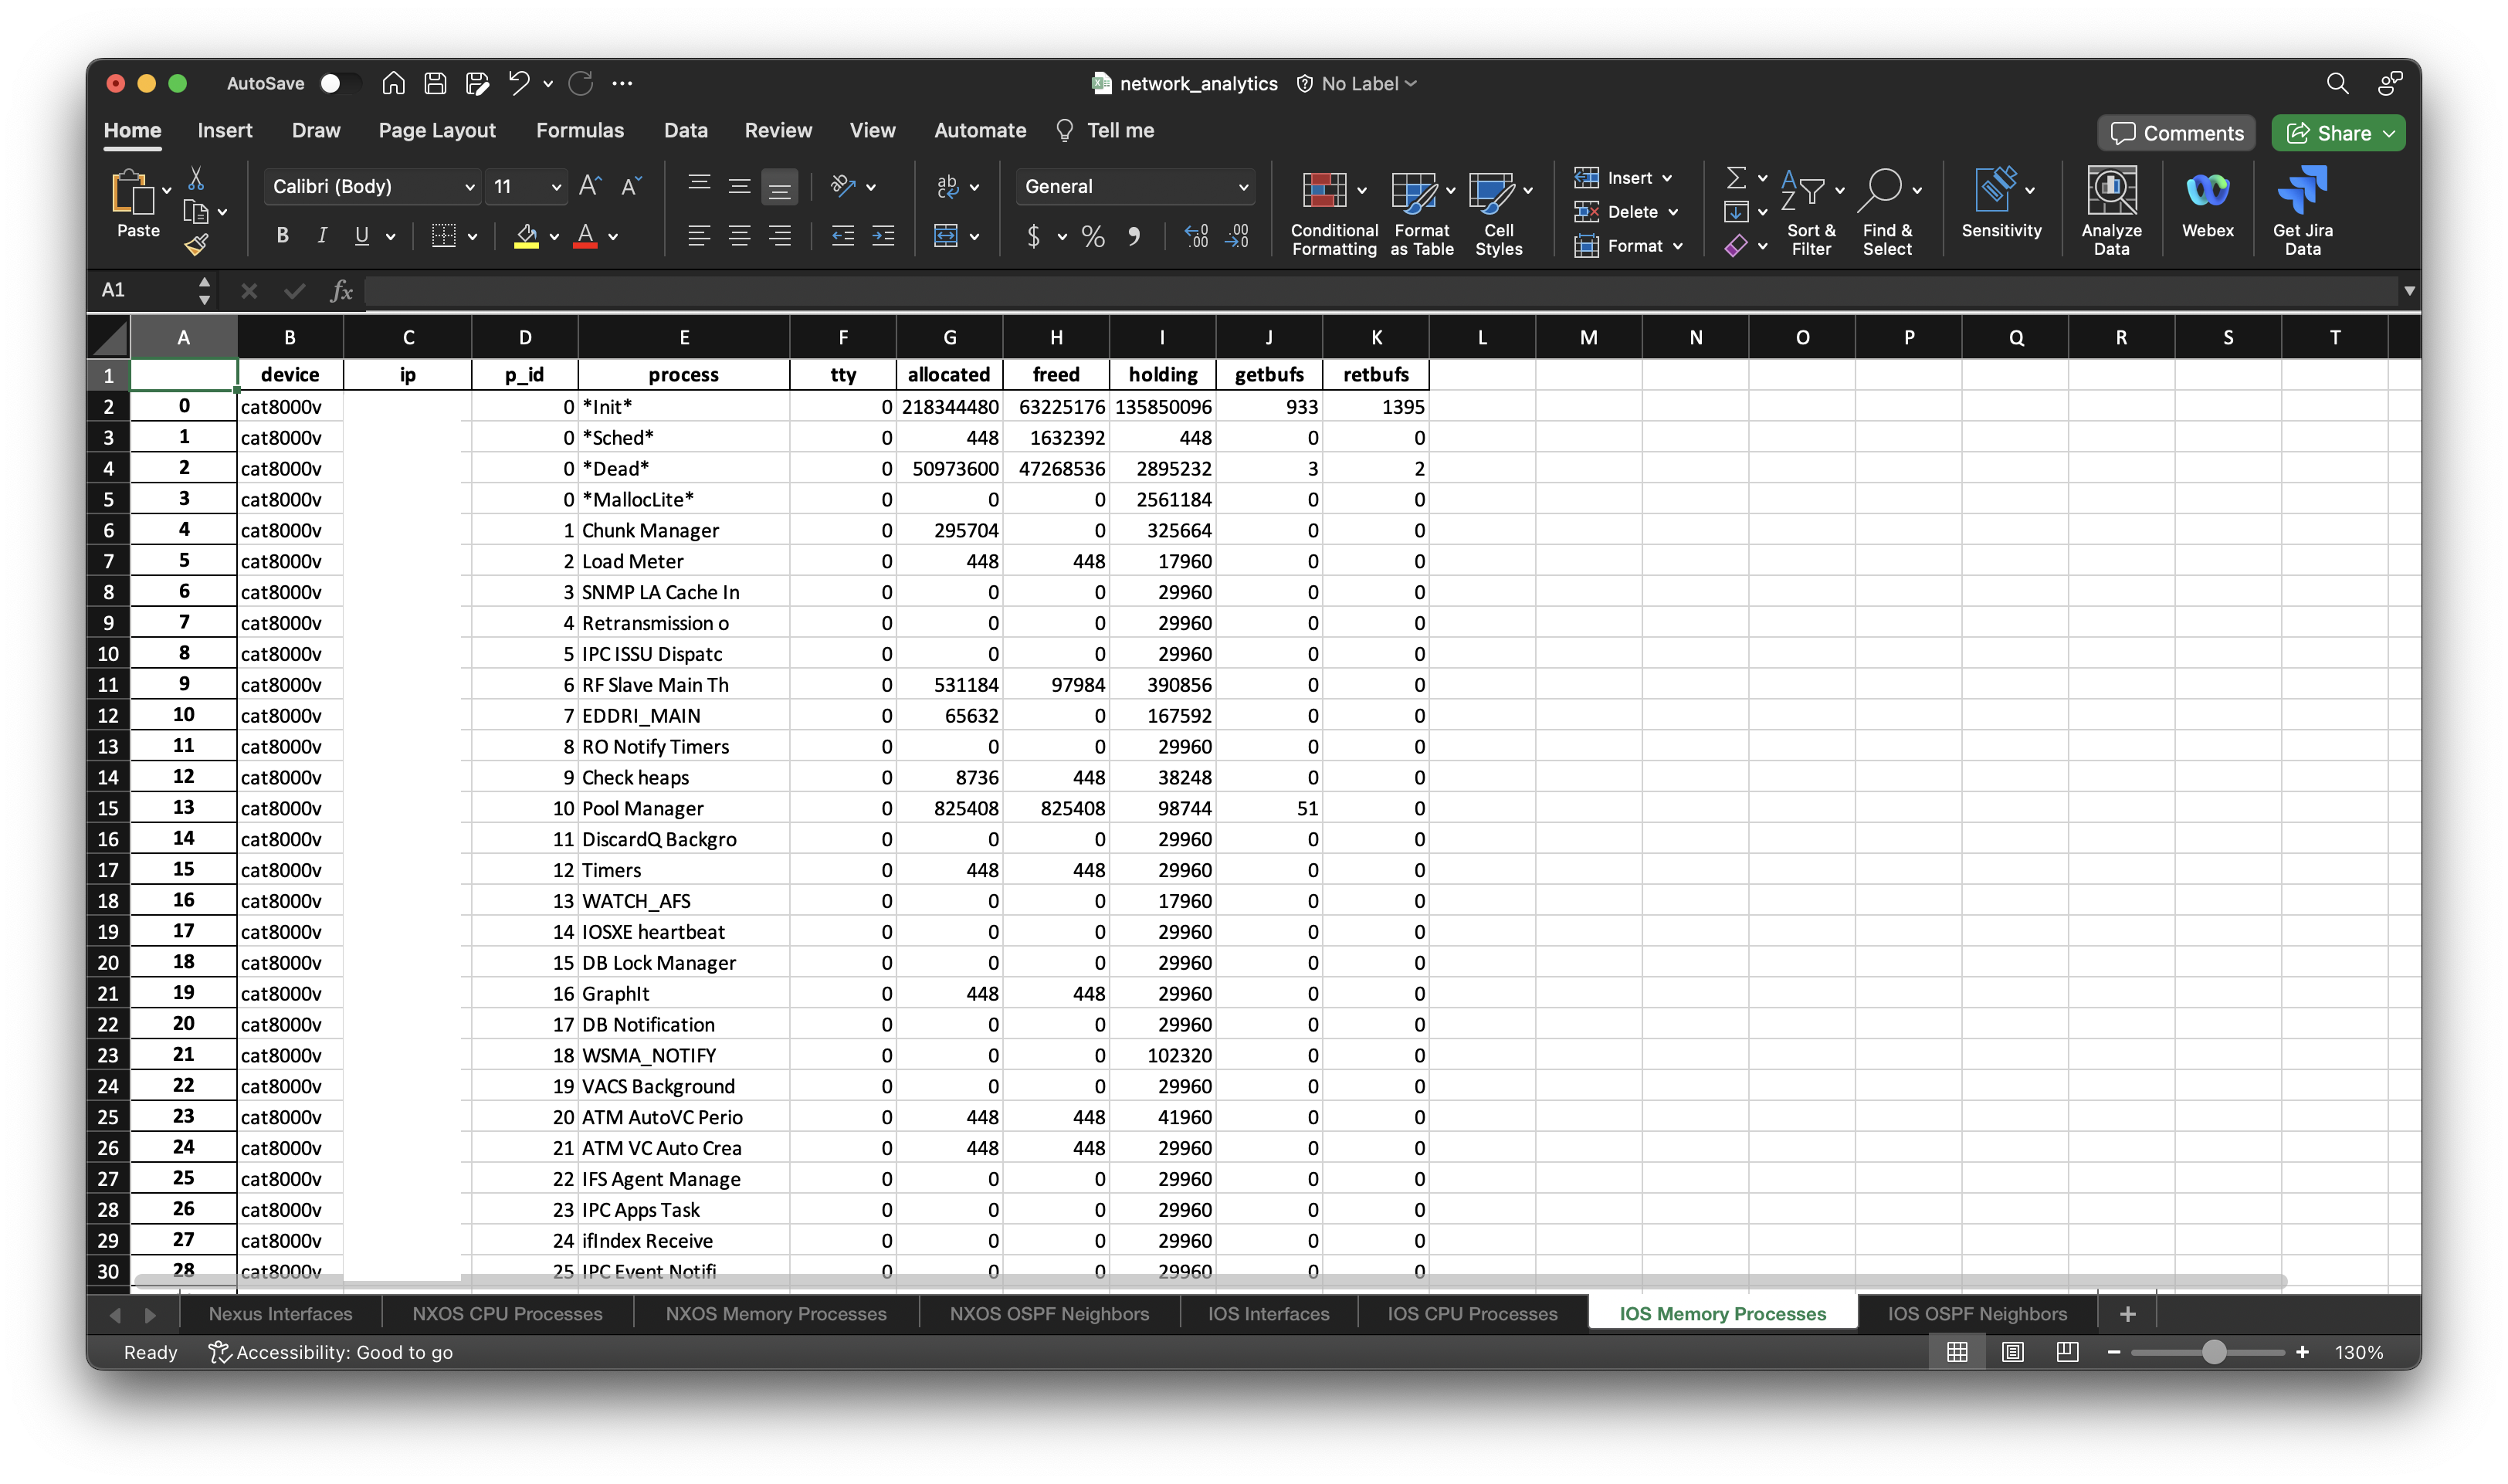 AutoSave network_analytics No Label
Home Insert Draw Page Layout Formulas Data Review View Automate Tell me Comments Share
Paste Calibri (Body) 11 General Conditional Formatting Format as Table Cell Styles Insert Delete Format Sort & Filter Find & Select Sensitivity Analyze Data Webex Get Jira Data
A1 fx
A B C D E F G H I J K L M N O P Q R S T
1 device ip p_id process tty allocated freed holding getbufs retbufs
2 0 cat8000v 0 *Init* 0 218344480 63225176 135850096 933 1395
3 1 cat8000v 0 *Sched* 0 448 1632392 448 0 0
4 2 cat8000v 0 *Dead* 0 50973600 47268536 2895232 3 2
5 3 cat8000v 0 *MallocLite* 0 0 0 2561184 0 0
6 4 cat8000v 1 Chunk Manager 0 295704 0 325664 0 0
7 5 cat8000v 2 Load Meter 0 448 448 17960 0 0
8 6 cat8000v 3 SNMP LA Cache In 0 0 0 29960 0 0
9 7 cat8000v 4 Retransmission o 0 0 0 29960 0 0
10 8 cat8000v 5 IPC ISSU Dispatc 0 0 0 29960 0 0
11 9 cat8000v 6 RF Slave Main Th 0 531184 97984 390856 0 0
12 10 cat8000v 7 EDDRI_MAIN 0 65632 0 167592 0 0
13 11 cat8000v 8 RO Notify Timers 0 0 0 29960 0 0
14 12 cat8000v 9 Check heaps 0 8736 448 38248 0 0
15 13 cat8000v 10 Pool Manager 0 825408 825408 98744 51 0
16 14 cat8000v 11 DiscardQ Backgro 0 0 0 29960 0 0
17 15 cat8000v 12 Timers 0 448 448 29960 0 0
18 16 cat8000v 13 WATCH_AFS 0 0 0 17960 0 0
19 17 cat8000v 14 IOSXE heartbeat 0 0 0 29960 0 0
20 18 cat8000v 15 DB Lock Manager 0 0 0 29960 0 0
21 19 cat8000v 16 GraphIt 0 448 448 29960 0 0
22 20 cat8000v 17 DB Notification 0 0 0 29960 0 0
23 21 cat8000v 18 WSMA_NOTIFY 0 0 0 102320 0 0
24 22 cat8000v 19 VACS Background 0 0 0 29960 0 0
25 23 cat8000v 20 ATM AutoVC Perio 0 448 448 41960 0 0
26 24 cat8000v 21 ATM VC Auto Crea 0 448 448 29960 0 0
27 25 cat8000v 22 IFS Agent Manage 0 0 0 29960 0 0
28 26 cat8000v 23 IPC Apps Task 0 0 0 29960 0 0
29 27 cat8000v 24 ifIndex Receive 0 0 0 29960 0 0
30 28 cat8000v 25 IPC Event Notifi 0 0 0 29960 0 0
Nexus Interfaces NXOS CPU Processes NXOS Memory Processes NXOS OSPF Neighbors IOS Interfaces IOS CPU Processes IOS Memory Processes IOS OSPF Neighbors +
Ready Accessibility: Good to go 130%